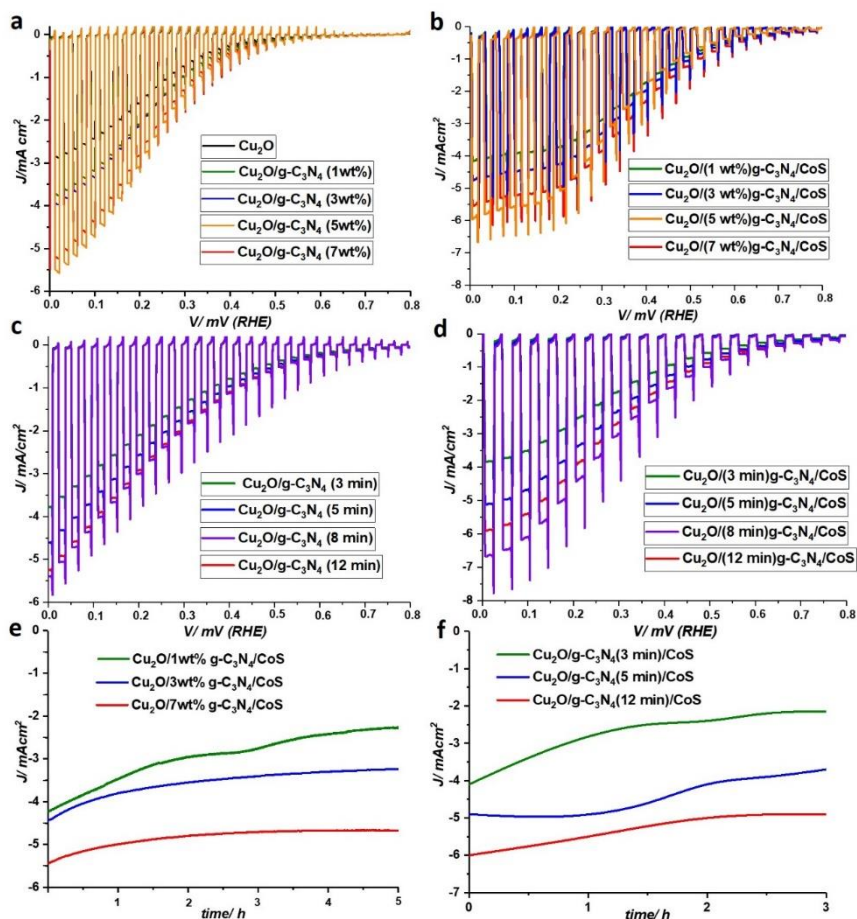 a
0
-1
-2
-3
-4
-5
-6
J/mA cm²
Cu₂O
Cu₂O/g-C₃N₄ (1wt%)
Cu₂O/g-C₃N₄ (3wt%)
Cu₂O/g-C₃N₄ (5wt%)
Cu₂O/g-C₃N₄ (7wt%)
0.0 0.1 0.2 0.3 0.4 0.5 0.6 0.7 0.8
V/ mV (RHE)
b
0
-1
-2
-3
-4
-5
-6
-7
-8
J/ mAcm²
Cu₂O/(1 wt%)g-C₃N₄/CoS
Cu₂O/(3 wt%)g-C₃N₄/CoS
Cu₂O/(5 wt%)g-C₃N₄/CoS
Cu₂O/(7 wt%)g-C₃N₄/CoS
0.0 0.1 0.2 0.3 0.4 0.5 0.6 0.7 0.8
V/ mV (RHE)
c
0
-1
-2
-3
-4
-5
-6
J/ mA/cm²
Cu₂O/g-C₃N₄ (3 min)
Cu₂O/g-C₃N₄ (5 min)
Cu₂O/g-C₃N₄ (8 min)
Cu₂O/g-C₃N₄ (12 min)
0.0 0.1 0.2 0.3 0.4 0.5 0.6 0.7 0.8
V/ mV (RHE)
d
0
-1
-2
-3
-4
-5
-6
-7
-8
J/ mA/cm²
Cu₂O/(3 min)g-C₃N₄/CoS
Cu₂O/(5 min)g-C₃N₄/CoS
Cu₂O/(8 min)g-C₃N₄/CoS
Cu₂O/(12 min)g-C₃N₄/CoS
0.0 0.1 0.2 0.3 0.4 0.5 0.6 0.7 0.8
V/ mV (RHE)
e
0
-1
-2
-3
-4
-5
-6
J/ mAcm²
Cu₂O/1wt% g-C₃N₄/CoS
Cu₂O/3wt% g-C₃N₄/CoS
Cu₂O/7wt% g-C₃N₄/CoS
1 2 3 4 5
time/ h
f
0
-1
-2
-3
-4
-5
-6
-7
J/ mAcm²
Cu₂O/g-C₃N₄(3 min)/CoS
Cu₂O/g-C₃N₄(5 min)/CoS
Cu₂O/g-C₃N₄(12 min)/CoS
0 1 2 3
time/ h